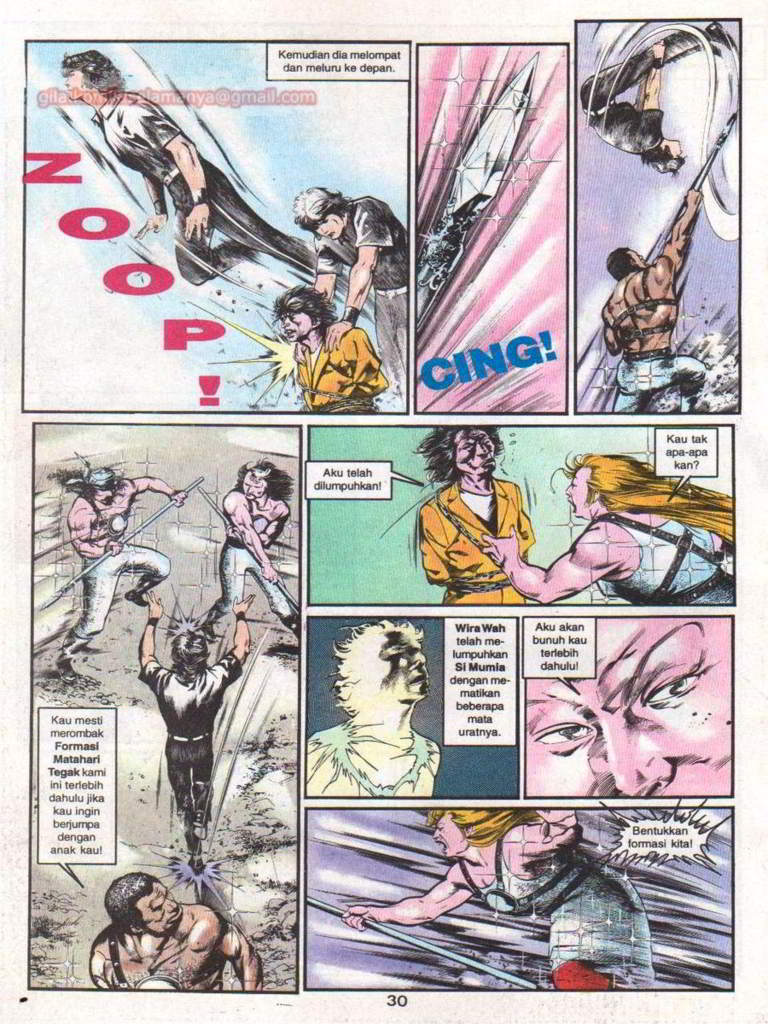 Kemudian dia melompat
dan meluru ke depan.
ZOOP!
CING!
Kau mesti
merombak
Formasi
Matahari
Tegak kami
ini terlebih
dahulu jika
kau ingin
berjumpa
dengan
anak kau!
Aku telah
dilumpuhkan!
Kau tak
apa-apa
kan?
Wira Wah
telah me-
lumpuhkan
Si Mumia
dengan me-
matikan
beberapa
mata
uratnya.
Aku akan
bunuh kau
terlebih
dahulu!
Bentukkan
formasi kita!
30